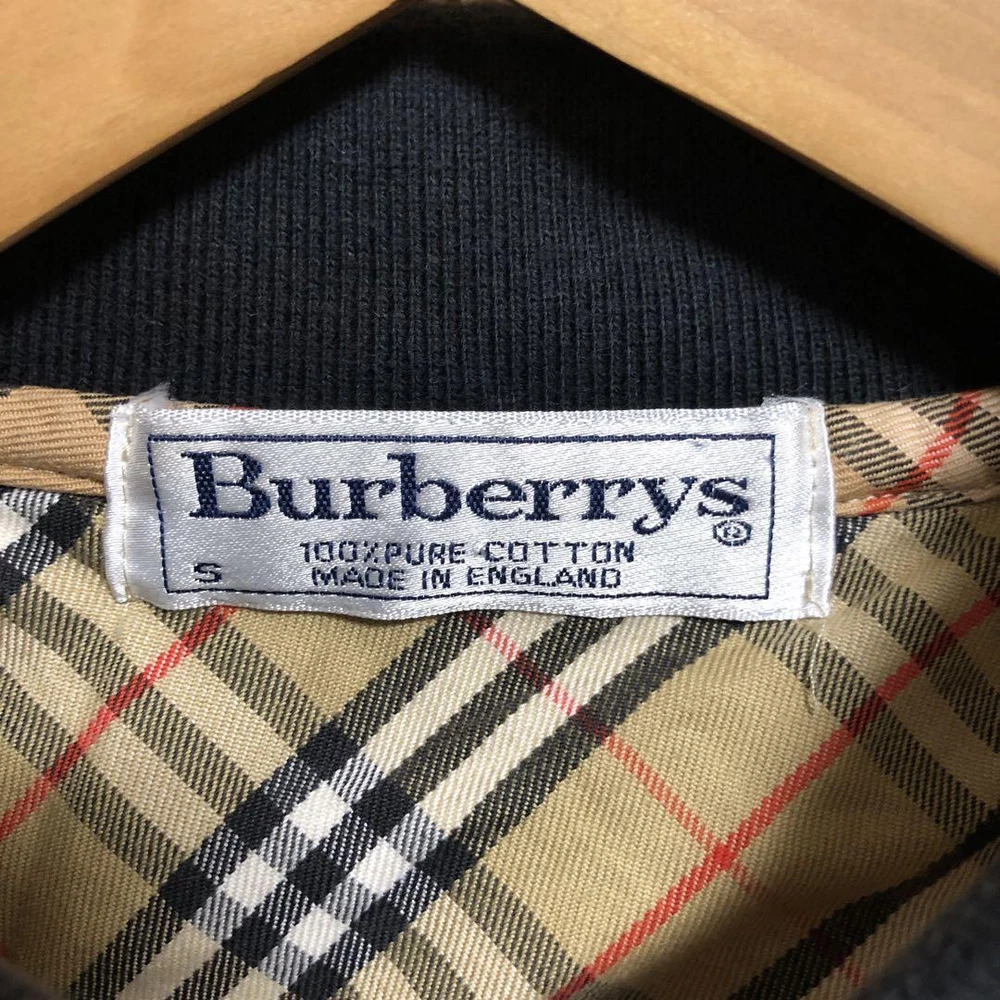 Burberrys®
100%PURE COTTON
S MADE IN ENGLAND